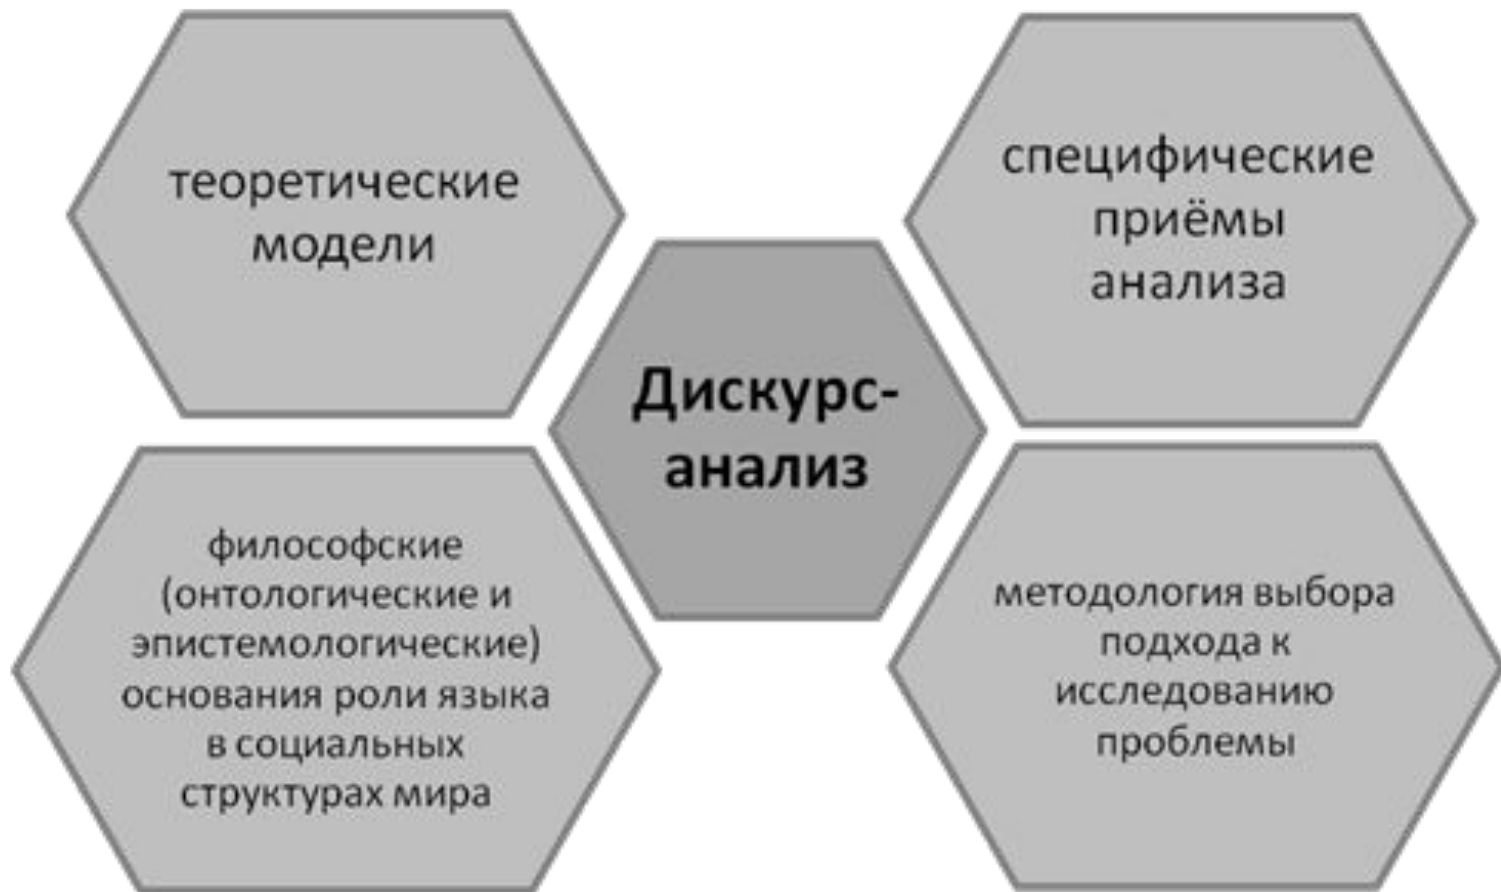 теоретические
модели
специфические
приёмы
анализа
Дискурс-
анализ
философские
(онтологические и
эпистемологические)
основания роли языка
в социальных
структурах мира
методология выбора
подхода к
исследованию
проблемы